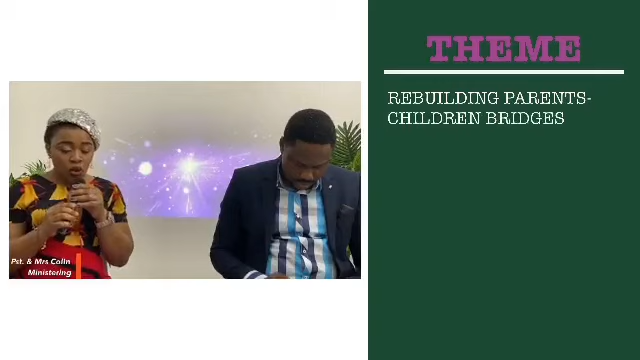 THEME
REBUILDING PARENTS-
CHILDREN BRIDGES
Pst. & Mrs Colin
Ministering